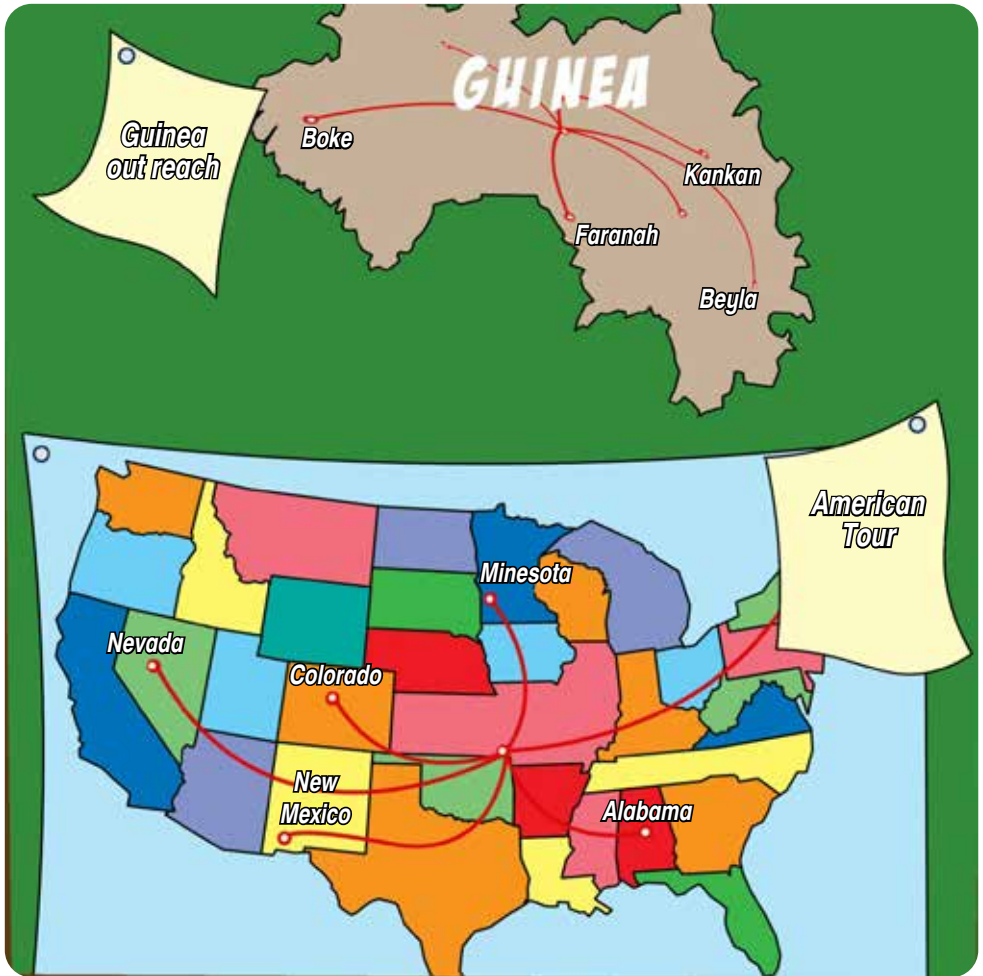 GUINEA
Guinea
out reach
Boke
Kankan
Faranah
Beyla
American
Tour
Minesota
Nevada
Colorado
New
Mexico
Alabama